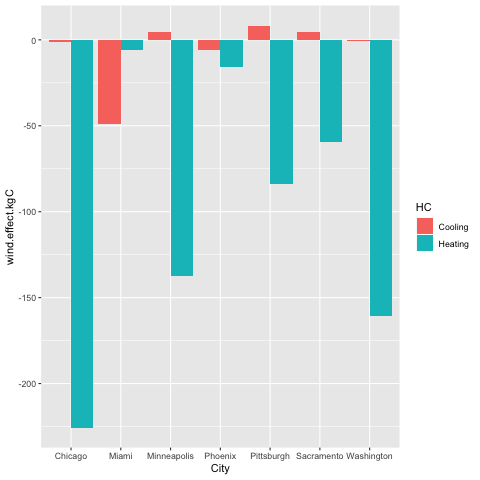 0
-50
-100
-150
-200
wind.effect.kgC
Chicago Miami Minneapolis Phoenix Pittsburgh Sacramento Washington
City
HC
Cooling
Heating